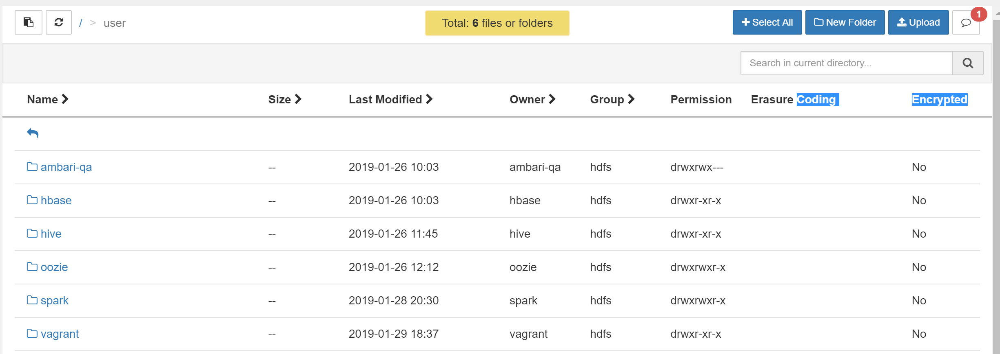 / > user
Total: 6 files or folders
Select All
New Folder
Upload
1
Search in current directory...
Name Size Last Modified Owner Group Permission Erasure Coding Encrypted
ambari-qa -- 2019-01-26 10:03 ambari-qa hdfs drwxrwx--- No
hbase -- 2019-01-26 10:03 hbase hdfs drwxr-xr-x No
hive -- 2019-01-26 11:45 hive hdfs drwxr-xr-x No
oozie -- 2019-01-26 12:12 oozie hdfs drwxrwxr-x No
spark -- 2019-01-28 20:30 spark hdfs drwxrwxr-x No
vagrant -- 2019-01-29 18:37 vagrant hdfs drwxr-xr-x No